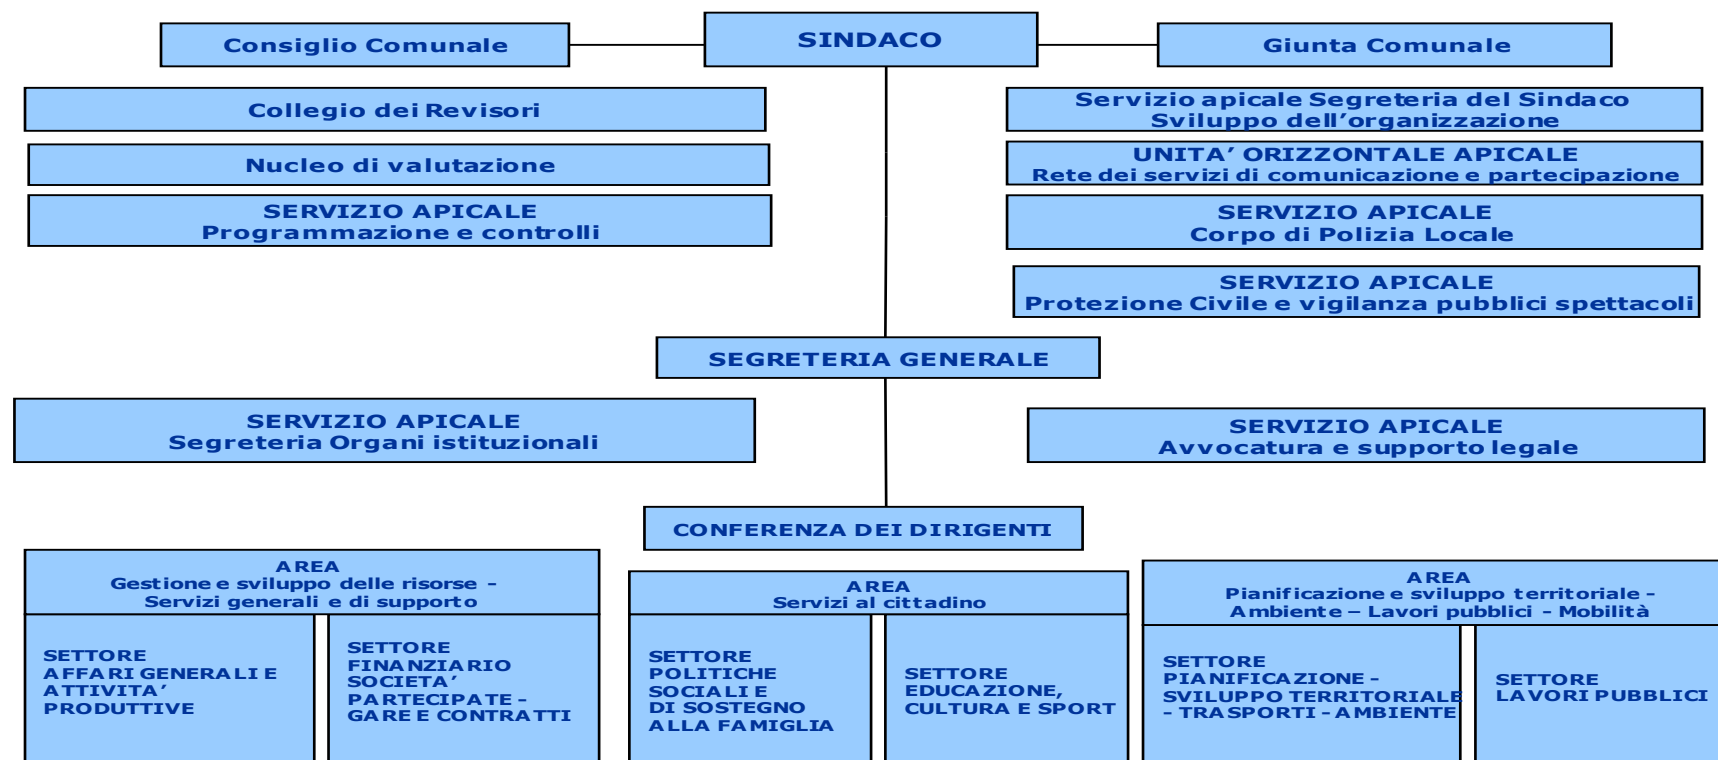 Consiglio Comunale
SINDACO
Giunta Comunale
Collegio dei Revisori
Servizio apicale Segreteria del Sindaco
Sviluppo dell'organizzazione
Nucleo di valutazione
UNITA' ORIZZONTALE APICALE
Rete dei servizi di comunicazione e partecipazione
SERVIZIO APICALE
Programmazione e controlli
SERVIZIO APICALE
Corpo di Polizia Locale
SERVIZIO APICALE
Protezione Civile e vigilanza pubblici spettacoli
SEGRETERIA GENERALE
SERVIZIO APICALE
Segreteria Organi istituzionali
SERVIZIO APICALE
Avvocatura e supporto legale
CONFERENZA DEI DIRIGENTI
AREA
Gestione e sviluppo delle risorse -
Servizi generali e di supporto
AREA
Servizi al cittadino
AREA
Pianificazione e sviluppo territoriale -
Ambiente – Lavori pubblici - Mobilità
SETTORE
AFFARI GENERALI E
ATTIVITA'
PRODUTTIVE
SETTORE
FINANZIARIO
SOCIETA'
PARTECIPATE -
GARE E CONTRATTI
SETTORE
POLITICHE
SOCIALI E
DI SOSTEGNO
ALLA FAMIGLIA
SETTORE
EDUCAZIONE,
CULTURA E SPORT
SETTORE
PIANIFICAZIONE -
SVILUPPO TERRITORIALE
- TRASPORTI - AMBIENTE
SETTORE
LAVORI PUBBLICI